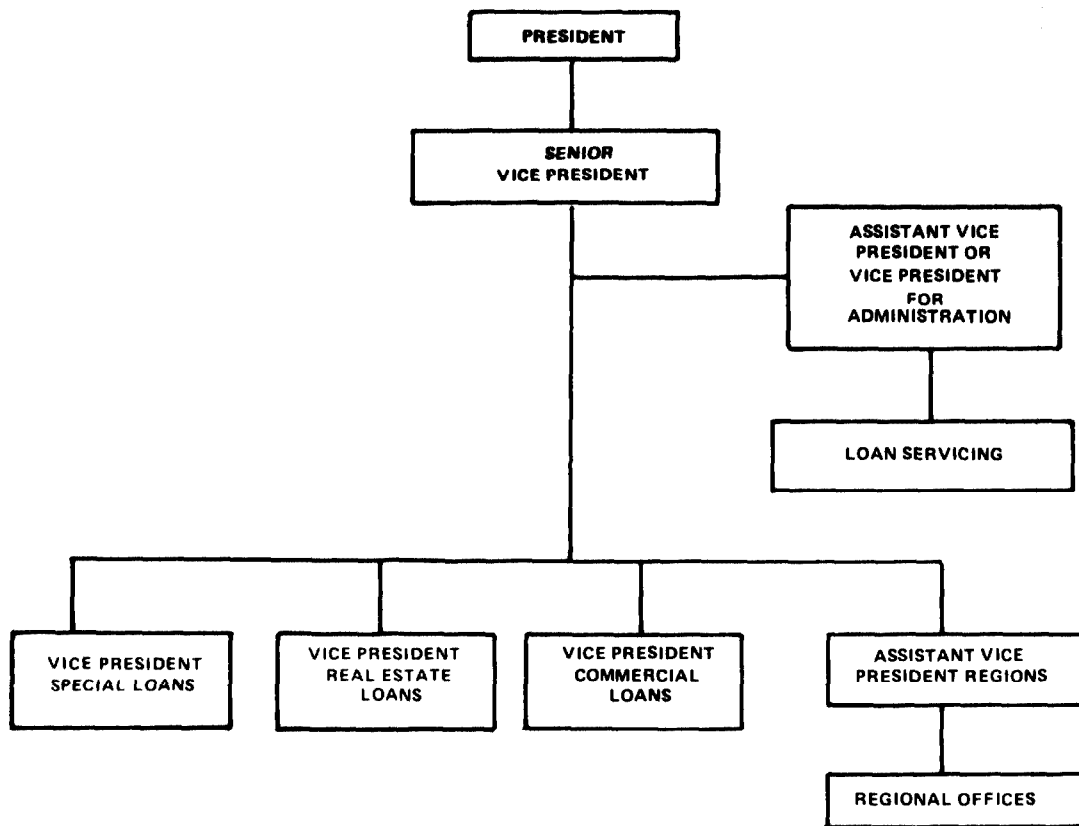 PRESIDENT
SENIOR
VICE PRESIDENT
ASSISTANT VICE
PRESIDENT OR
VICE PRESIDENT
FOR
ADMINISTRATION
LOAN SERVICING
VICE PRESIDENT
SPECIAL LOANS
VICE PRESIDENT
REAL ESTATE
LOANS
VICE PRESIDENT
COMMERCIAL
LOANS
ASSISTANT VICE
PRESIDENT REGIONS
REGIONAL OFFICES